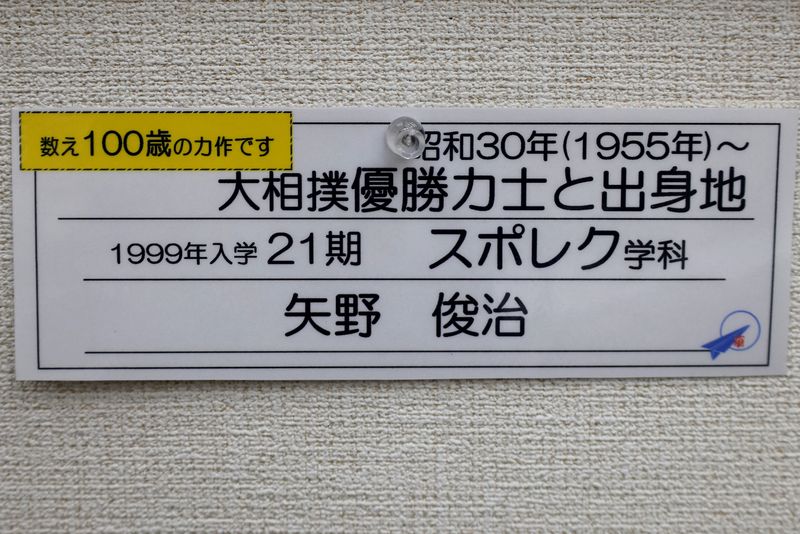 数え100歳の力作です
昭和30年(1955年)～
大相撲優勝力士と出身地
1999年入学 21期 スポレク学科
矢野 俊治